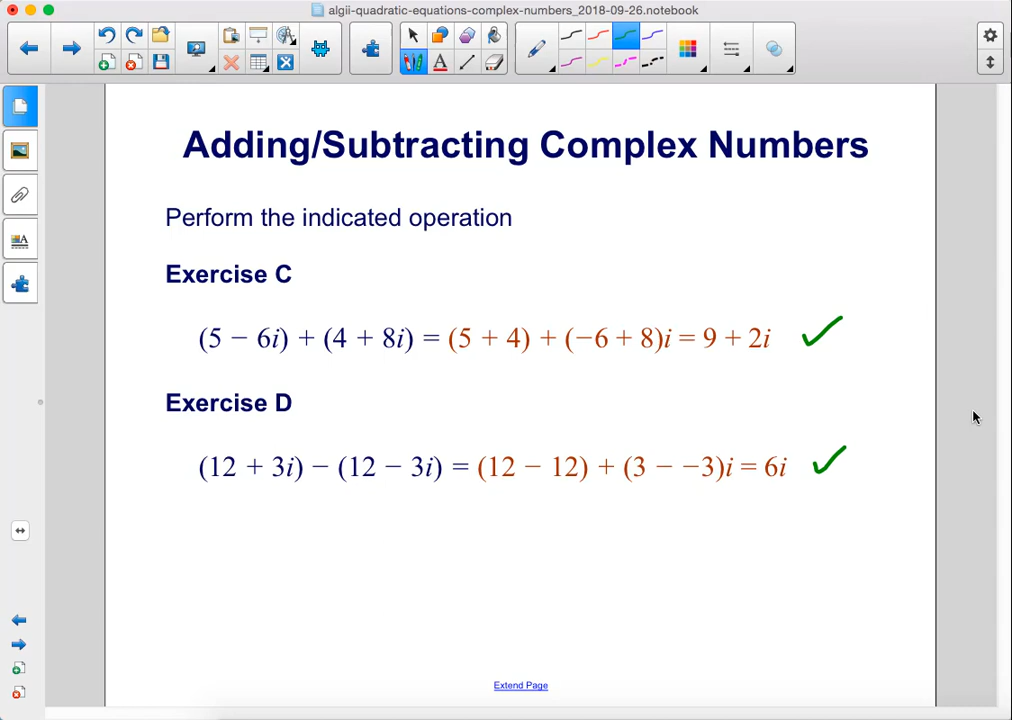 algii-quadratic-equations-complex-numbers_2018-09-26.notebook
Adding/Subtracting Complex Numbers
Perform the indicated operation
Exercise C
(5 − 6i) + (4 + 8i) = (5 + 4) + (−6 + 8)i = 9 + 2i
Exercise D
(12 + 3i) − (12 − 3i) = (12 − 12) + (3 − −3)i = 6i
Extend Page